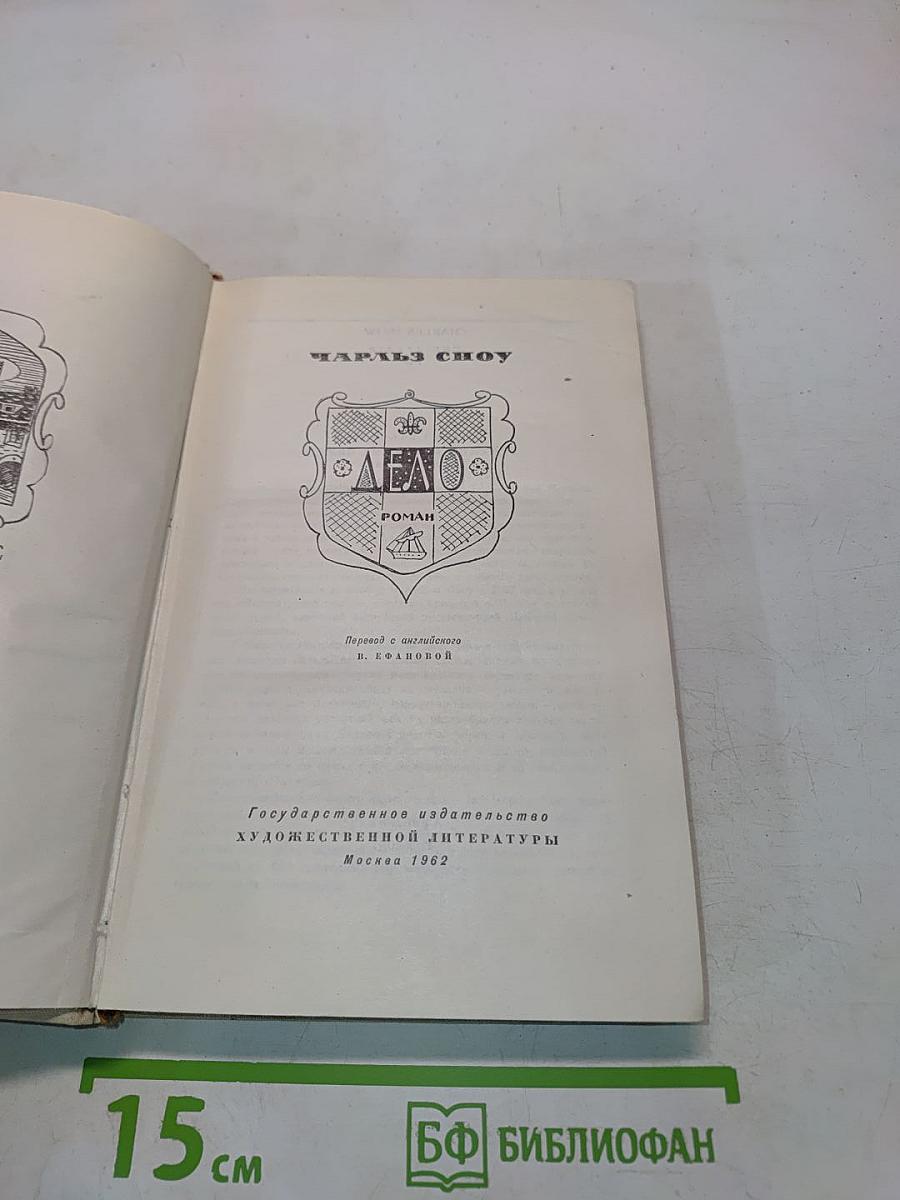 ЧАРЛЬЗ СНОУ
ДЕЛО
РОМАН
Перевод с английского
В. ЕФАНОВОЙ
Государственное издательство
ХУДОЖЕСТВЕННОЙ ЛИТЕРАТУРЫ
Москва 1962
15 см
БФ БИБЛИОФАН